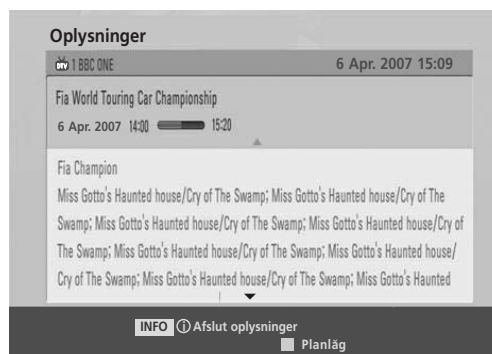 Oplysninger
DTV 1 BBC ONE 6 Apr. 2007 15:09
Fia World Touring Car Championship
6 Apr. 2007 14:00 15:20
Fia Champion
Miss Gotto's Haunted house/Cry of The Swamp; Miss Gotto's Haunted house/Cry of The
Swamp; Miss Gotto's Haunted house/Cry of The Swamp; Miss Gotto's Haunted house/Cry of
The Swamp; Miss Gotto's Haunted house/Cry of The Swamp; Miss Gotto's Haunted house/
Cry of The Swamp; Miss Gotto's Haunted house/Cry of The Swamp; Miss Gotto's Haunted
INFO i Afslut oplysninger
Planlåg